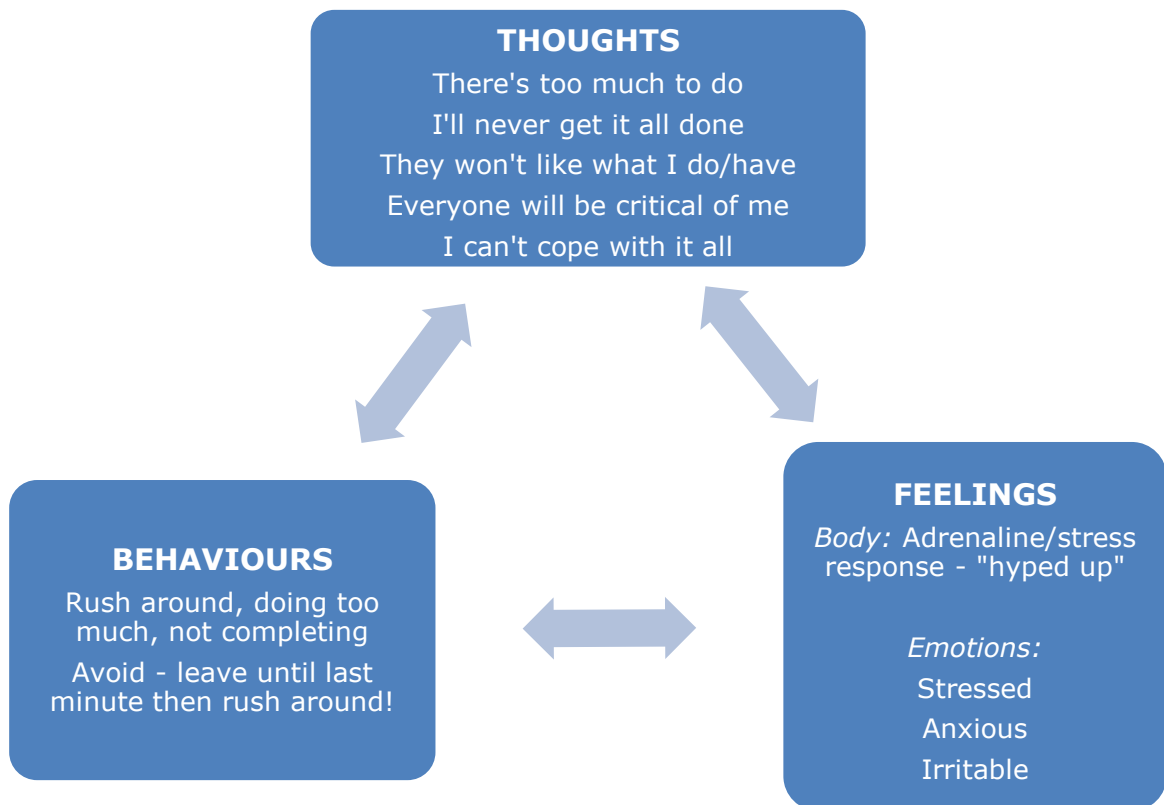 THOUGHTS
There's too much to do
I'll never get it all done
They won't like what I do/have
Everyone will be critical of me
I can't cope with it all
BEHAVIOURS
Rush around, doing too
much, not completing
Avoid - leave until last
minute then rush around!
FEELINGS
Body: Adrenaline/stress
response - "hyped up"
Emotions:
Stressed
Anxious
Irritable